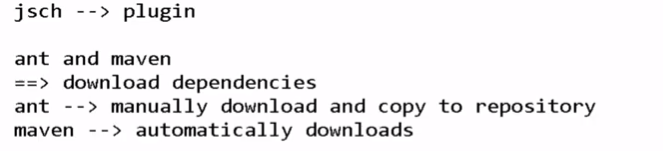 jsch --> plugin
ant and maven
==> download dependencies
ant --> manually download and copy to repository
maven --> automatically downloads